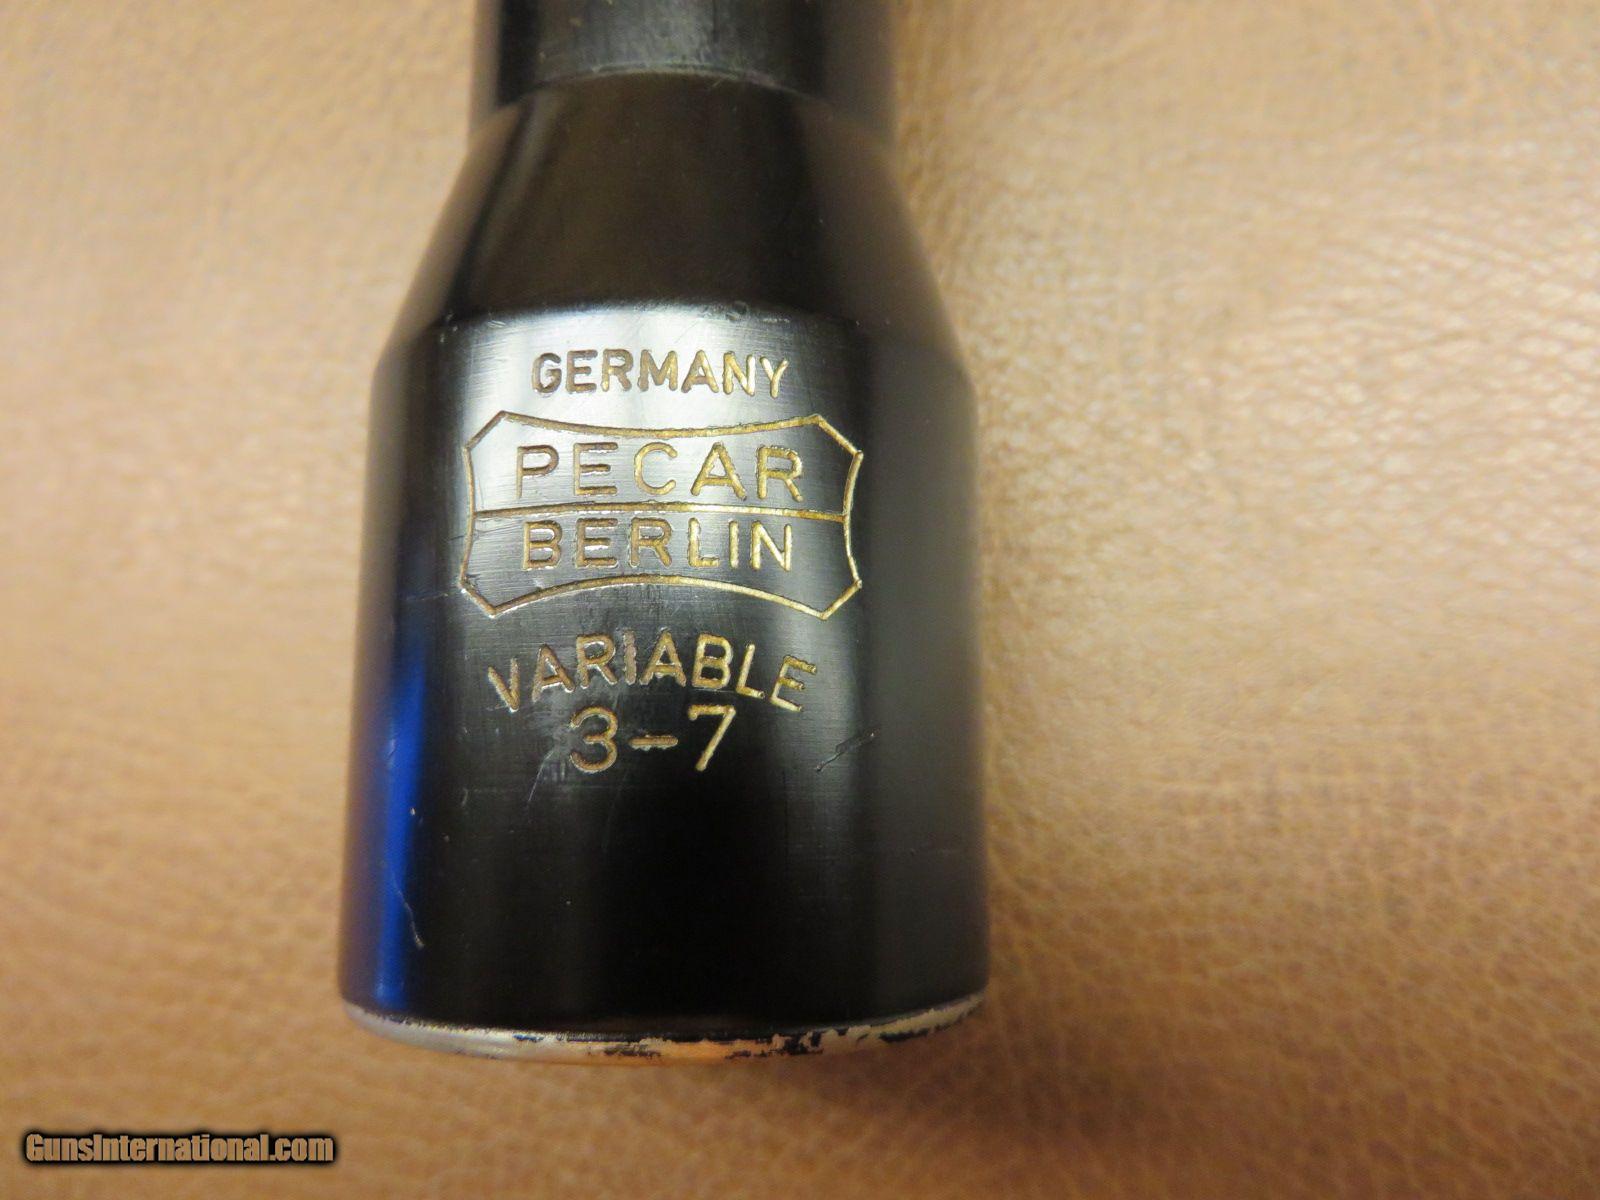 GERMANY
PECAR
BERLIN
VARIABLE
3-7
GunsInternational.com